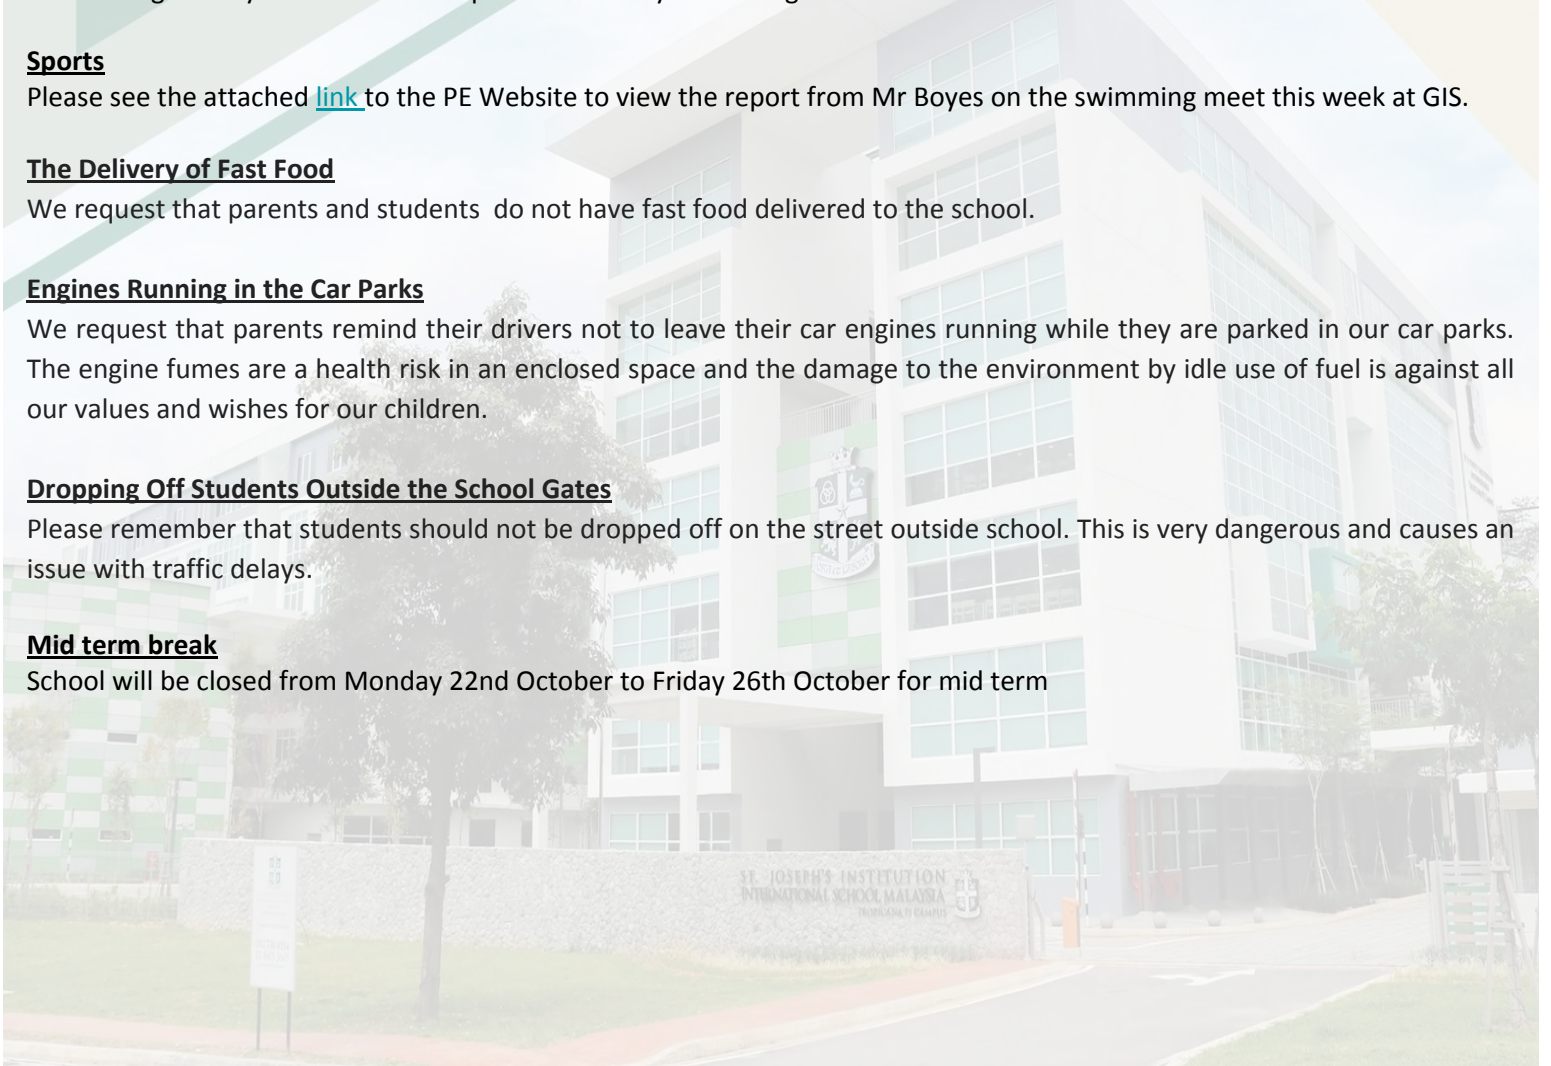 Sports
Please see the attached link to the PE Website to view the report from Mr Boyes on the swimming meet this week at GIS.
The Delivery of Fast Food
We request that parents and students  do not have fast food delivered to the school.
Engines Running in the Car Parks
We request that parents remind their drivers not to leave their car engines running while they are parked in our car parks.
The engine fumes are a health risk in an enclosed space and the damage to the environment by idle use of fuel is against all
our values and wishes for our children.
Dropping Off Students Outside the School Gates
Please remember that students should not be dropped off on the street outside school. This is very dangerous and causes an
issue with traffic delays.
Mid term break
School will be closed from Monday 22nd October to Friday 26th October for mid term
ST. JOSEPH'S INSTITUTION
INTERNATIONAL SCHOOL MALAYSIA